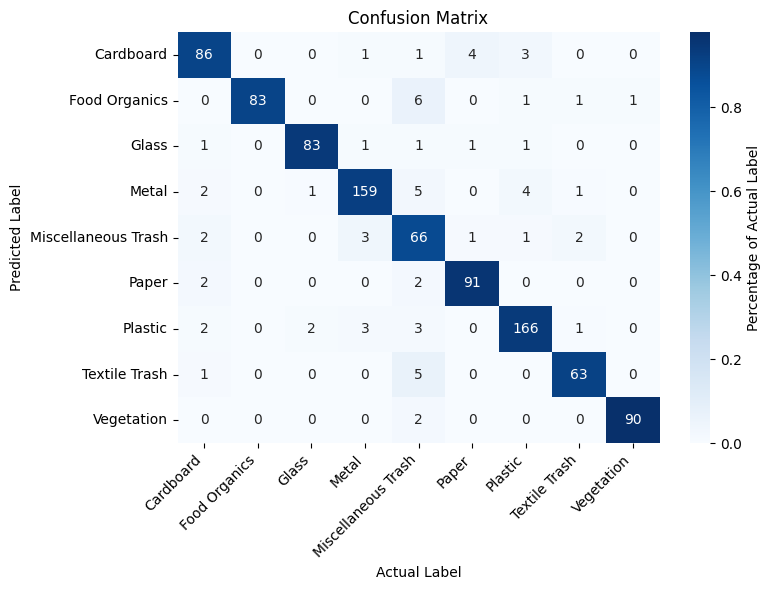 Confusion Matrix
Predicted Label
Cardboard 86 0 0 1 1 4 3 0 0
Food Organics 0 83 0 0 6 0 1 1 1
Glass 1 0 83 1 1 1 1 0 0
Metal 2 0 1 159 5 0 4 1 0
Miscellaneous Trash 2 0 0 3 66 1 1 2 0
Paper 2 0 0 0 2 91 0 0 0
Plastic 2 0 2 3 3 0 166 1 0
Textile Trash 1 0 0 0 5 0 0 63 0
Vegetation 0 0 0 0 2 0 0 0 90
Cardboard
Food Organics
Glass
Metal
Miscellaneous Trash
Paper
Plastic
Textile Trash
Vegetation
Actual Label
0.8
0.6
0.4
0.2
0.0
Percentage of Actual Label